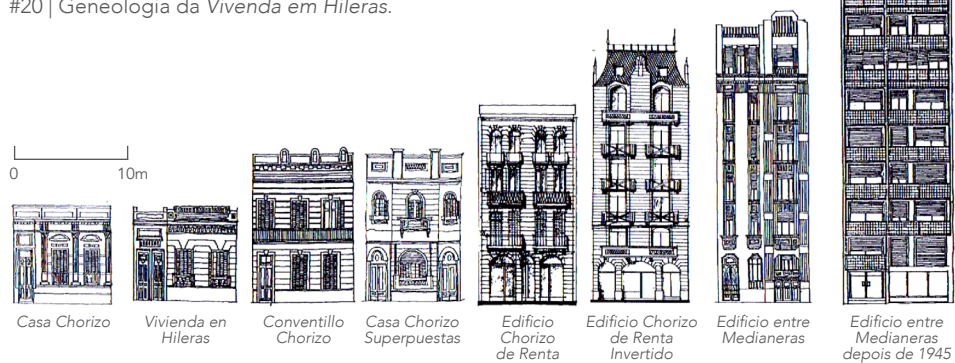 #20 | Geneologia da Vivenda em Hileras.
0 10m
Casa Chorizo
Vivienda en
Hileras
Conventillo
Chorizo
Casa Chorizo
Superpuestas
Edificio
Chorizo
de Renta
Edificio Chorizo
de Renta
Invertido
Edificio entre
Medianeras
Edificio entre
Medianeras
depois de 1945